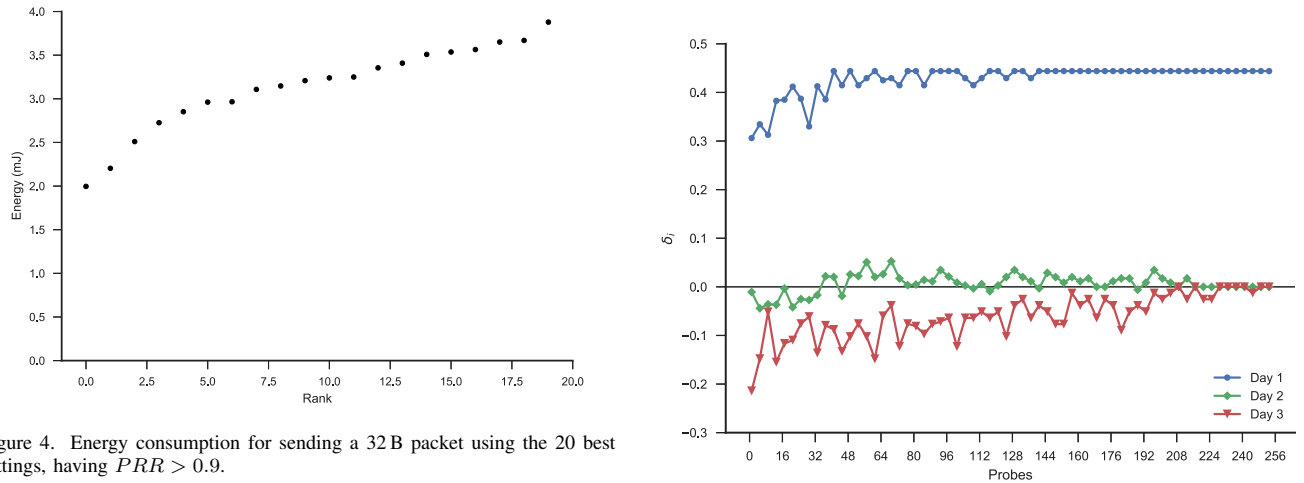 4.0
3.5
3.0
2.5
2.0
1.5
1.0
0.5
0.0
Energy (mJ)
0.0 2.5 5.0 7.5 10.0 12.5 15.0 17.5 20.0
Rank
gure 4. Energy consumption for sending a 32 B packet using the 20 best
ttings, having PRR > 0.9.
0.5
0.4
0.3
0.2
0.1
0.0
−0.1
−0.2
−0.3
δi
Day 1
Day 2
Day 3
0 16 32 48 64 80 96 112 128 144 160 176 192 208 224 240 256
Probes